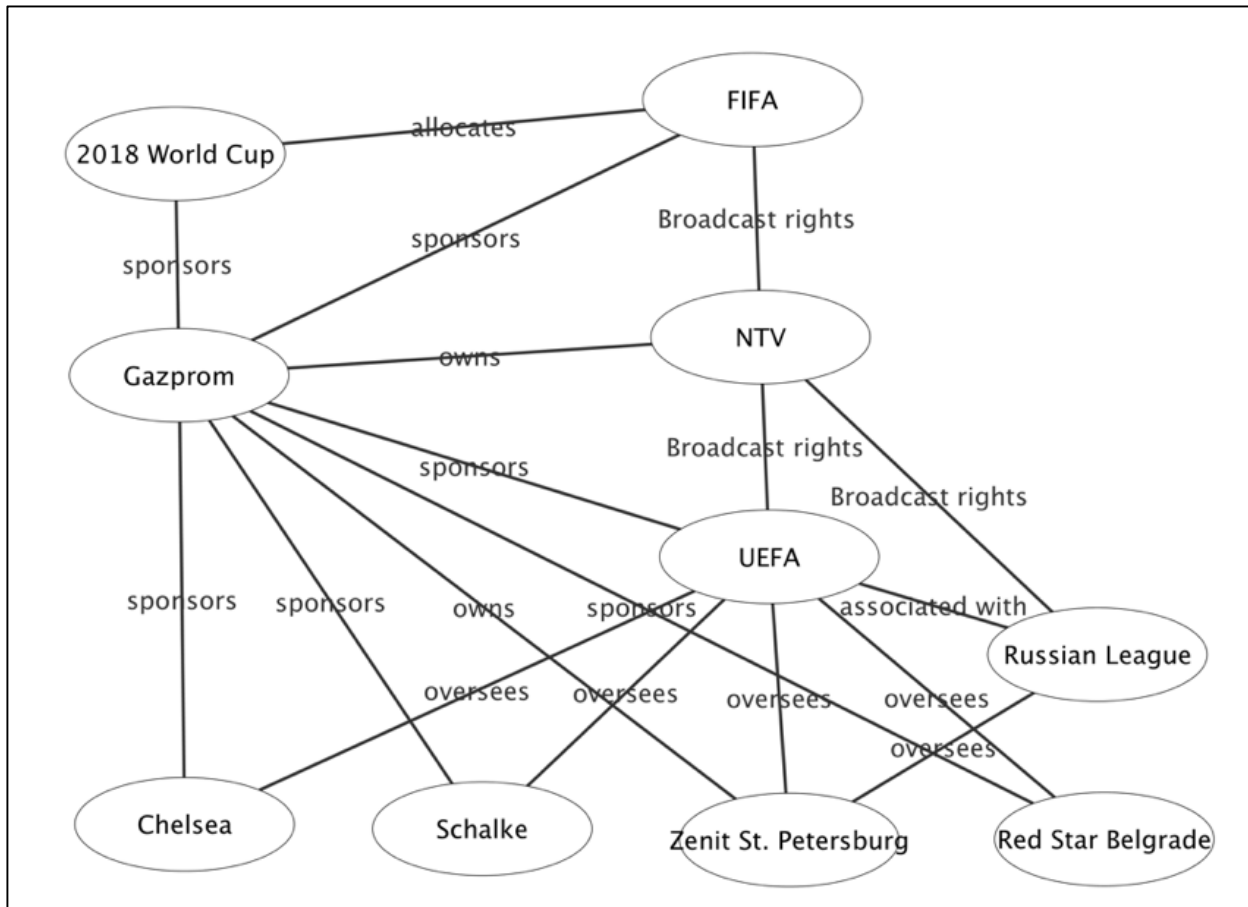 FIFA
allocates
2018 World Cup
Broadcast rights
sponsors
sponsors
NTV
owns
Gazprom
Broadcast rights
sponsors
Broadcast rights
UEFA
sponsors
sponsors
owns
sponsors
associated with
Russian League
oversees
oversees
oversees
oversees
oversees
Chelsea
Schalke
Zenit St. Petersburg
Red Star Belgrade